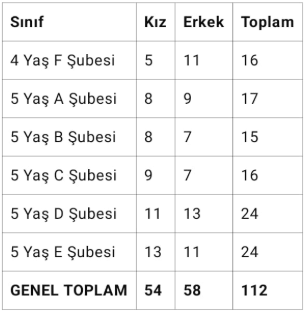 Sınıf Kız Erkek Toplam
4 Yaş F Şubesi 5 11 16
5 Yaş A Şubesi 8 9 17
5 Yaş B Şubesi 8 7 15
5 Yaş C Şubesi 9 7 16
5 Yaş D Şubesi 11 13 24
5 Yaş E Şubesi 13 11 24
GENEL TOPLAM 54 58 112